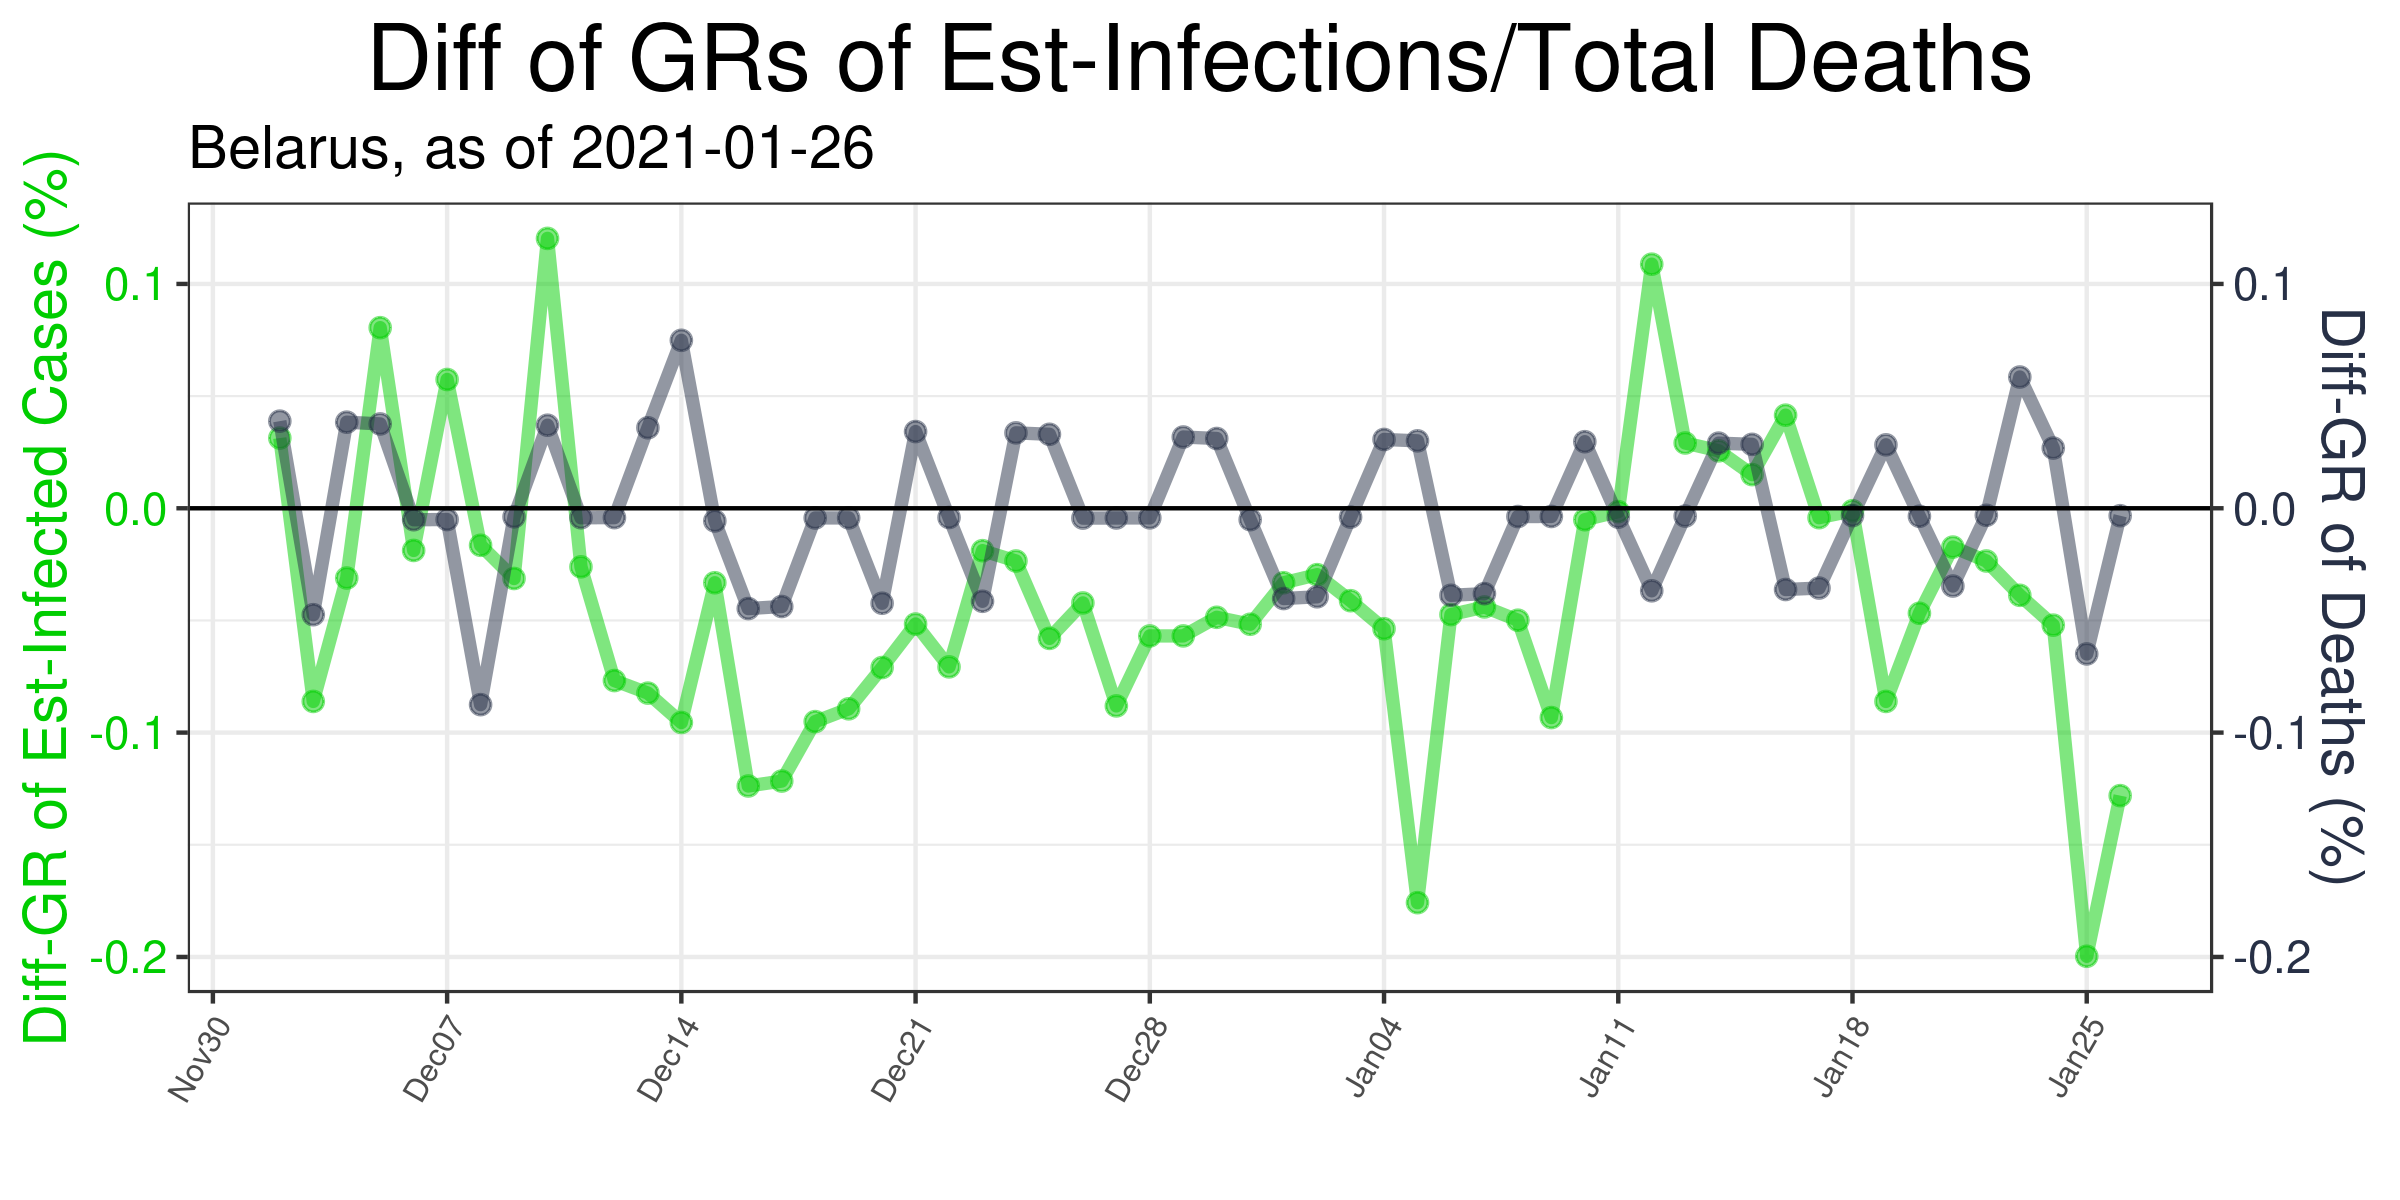 Diff of GRs of Est-Infections/Total Deaths
Belarus, as of 2021-01-26
Diff-GR of Est-Infected Cases (%)
0.1
0.0
-0.1
-0.2
0.1
0.0
-0.1
-0.2
Diff-GR of Deaths (%)
Nov30
Dec07
Dec14
Dec21
Dec28
Jan04
Jan11
Jan18
Jan25